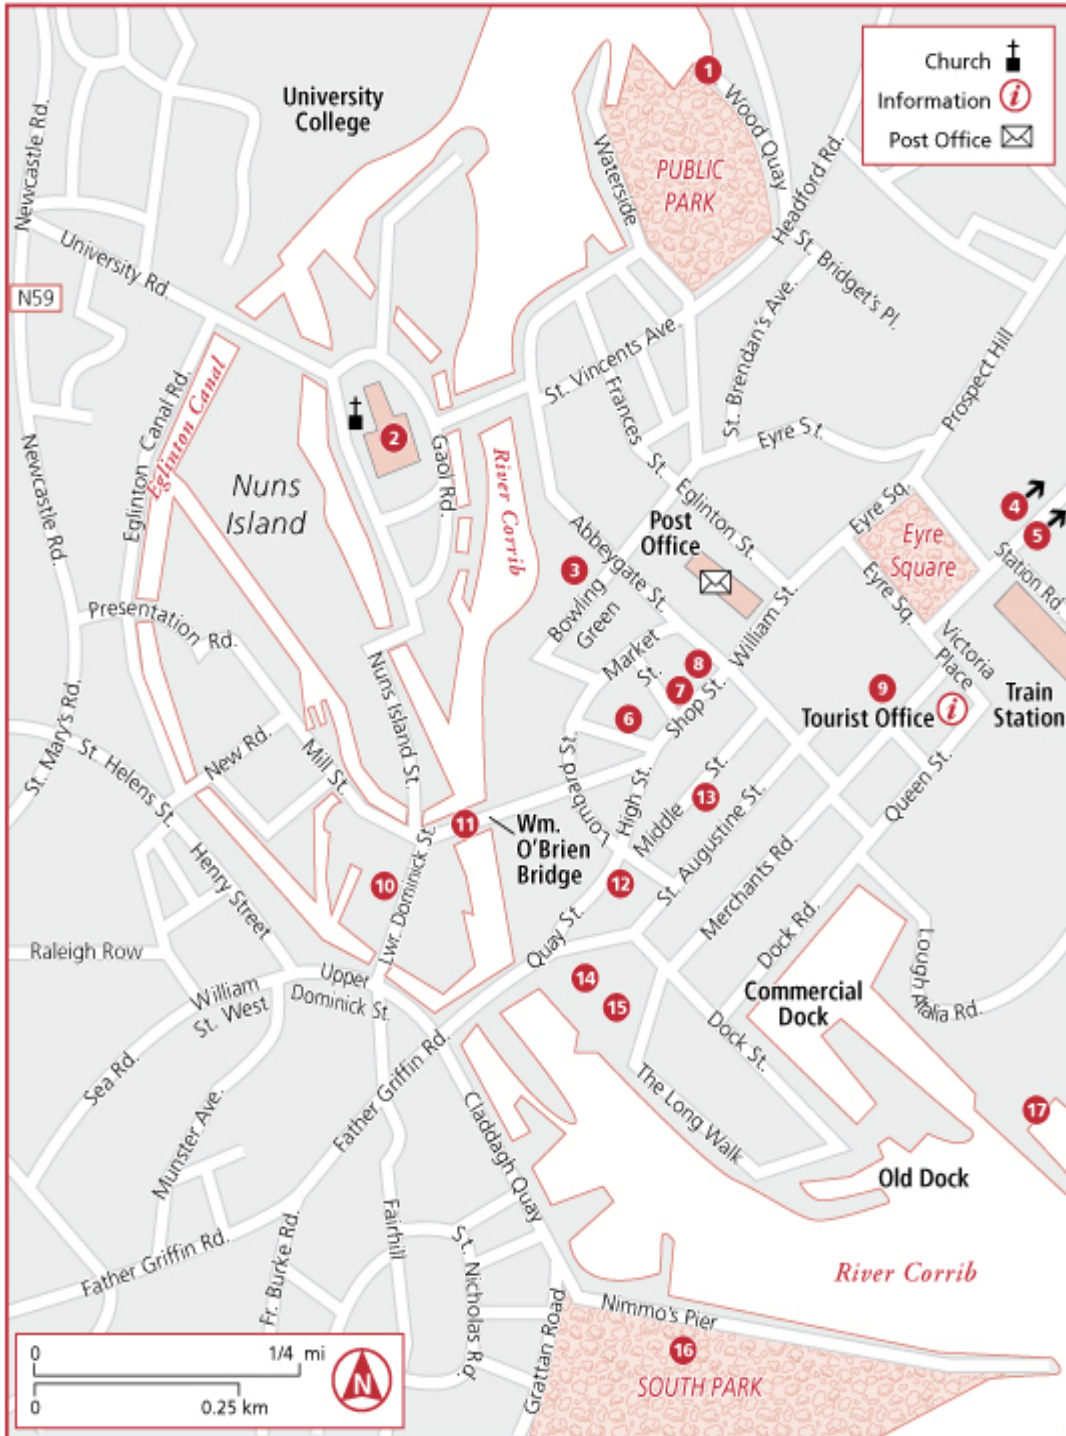 Church
Information
Post Office
University
College
1
Wood Quay
Waterside
PUBLIC
PARK
Headford Rd.
Newcastle Rd.
University Rd.
N59
St. Bridget's Pl.
St. Brendan's Ave.
Prospect Hill
St. Vincents Ave.
Frances St.
Eyre St.
Eglinton Canal Rd.
Eglinton Canal
2
Gaol Rd.
River Corrib
Nuns
Island
Newcastle Rd.
Eglinton St.
Eyre Sq.
Eyre
Square
Eyre Sq.
4
5
Station Rd.
Post
Office
Abbeygate St.
3
Bowling
Green
William St.
Presentation Rd.
Market
St.
8
7
6
Shop St.
Victoria
Place
9
Tourist Office
Train
Station
Nuns Island St.
St. Mary's Rd.
St. Helens St.
New Rd.
Mill St.
Lombard St.
High St.
Middle St.
13
St. Augustine St.
Queen St.
11
Wm.
O'Brien
Bridge
Henry Street
10
Lwr. Dominick St.
12
Merchants Rd.
Quay St.
Dock Rd.
Lough Atalia Rd.
Raleigh Row
William
St. West
Upper
Dominick St.
14
15
Commercial
Dock
Dock St.
Sea Rd.
Munster Ave.
Father Griffin Rd.
Claddagh Quay
The Long Walk
17
Old Dock
Father Griffin Rd.
Fr. Burke Rd.
Fairhill
St. Nicholas Rd.
Grattan Road
River Corrib
Nimmo's Pier
16
SOUTH PARK
0 1/4 mi
0 0.25 km
N